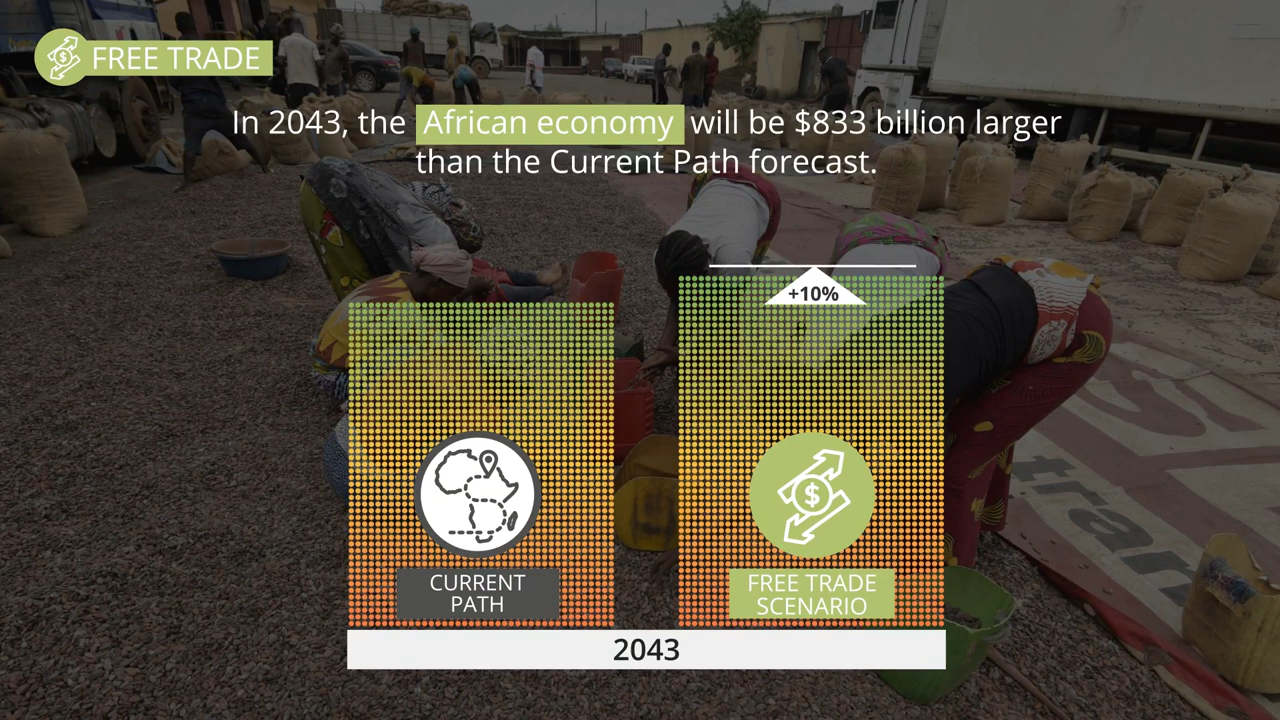 FREE TRADE
In 2043, the African economy will be $833 billion larger
than the Current Path forecast.
+10%
$
$
CURRENT
PATH
FREE TRADE
SCENARIO
tran
2043